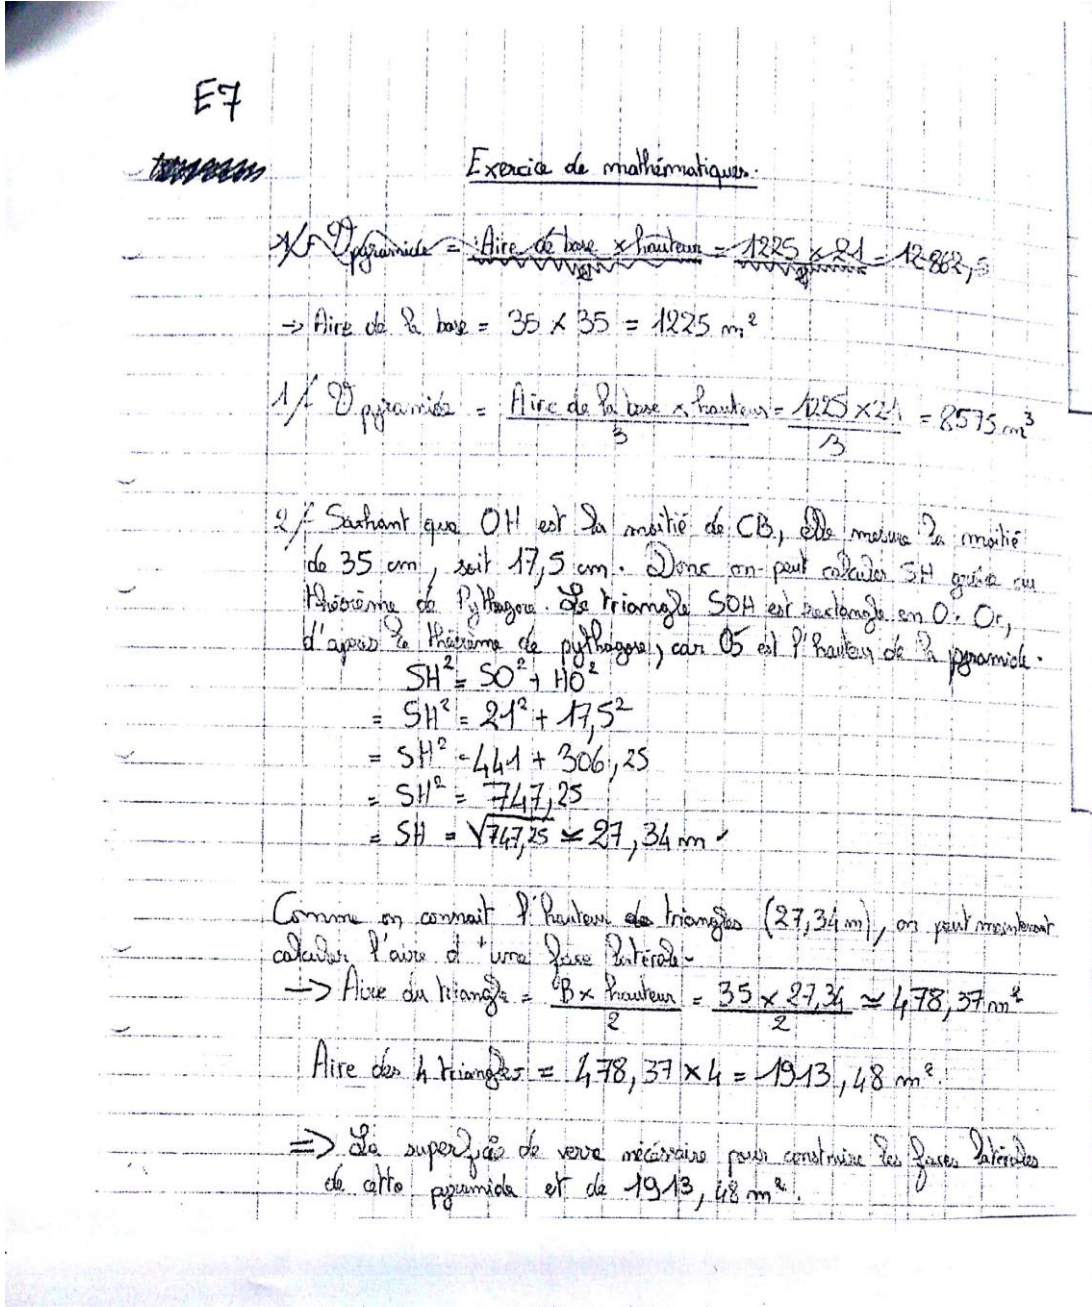 E7
Exercice de mathématiques.
1/- V pyramide = Aire de base x hauteur / 2 = 1225 x 21 / 2 = 12862,5
-> Aire de la base = 35 x 35 = 1225 m²
1/- V pyramide = Aire de la base x hauteur / 3 = 1225 x 21 / 3 = 8575 m³
2/- Sachant que OH est la moitié de CB, elle mesure la moitié
de 35 cm, soit 17,5 cm. Donc on peut calculer SH grâce au
théorème de Pythagore. Le triangle SOH est rectangle en O. Or,
d'après le théorème de pythagore, car OS est l'hauteur de la pyramide.
SH² = SO² + HO²
= SH² = 21² + 17,5²
= SH² = 441 + 306,25
= SH² = 747,25
= SH = √747,25 ≃ 27,34 m
Comme on connait l'hauteur des triangles (27,34 m), on peut maintenant
calculer l'aire d'une face latérale.
-> Aire du triangle = B x hauteur / 2 = 35 x 27,34 / 2 ≃ 478,37 m²
Aire des 4 triangles = 478,37 x 4 = 1913,48 m².
=> La superficie de verre nécessaire pour construire les faces latérales
de cette pyramide et de 1913,48 m².